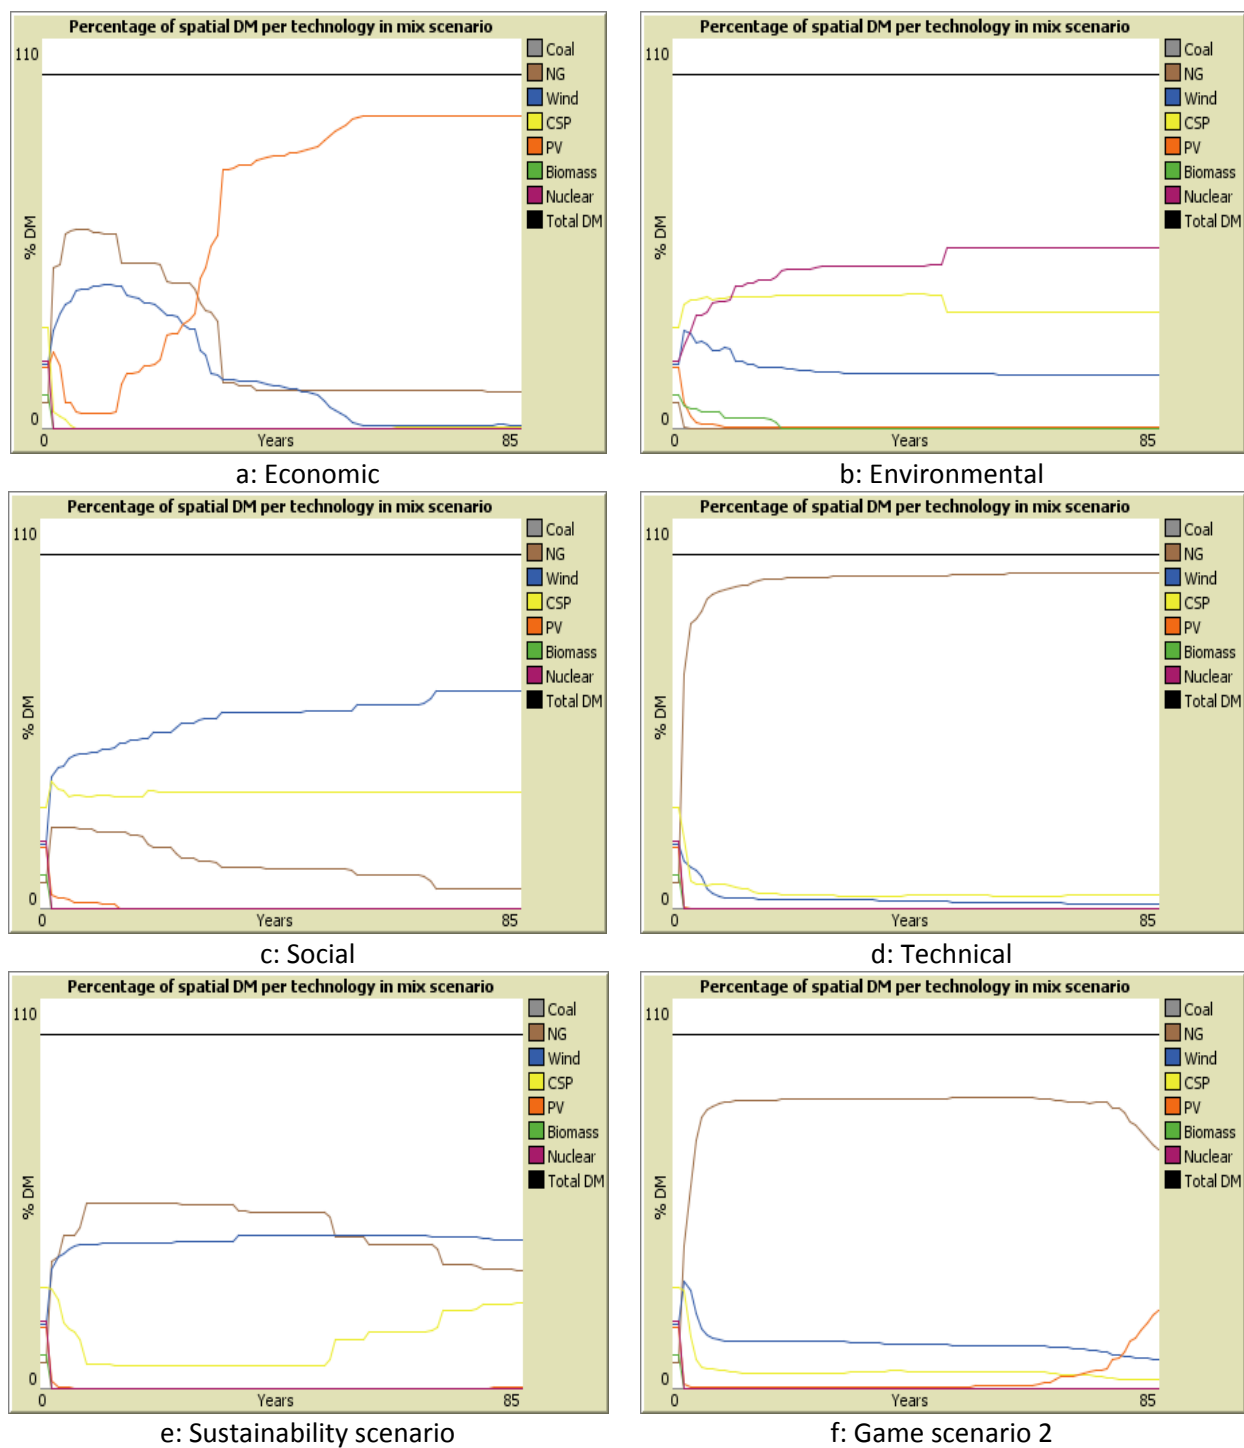 Percentage of spatial DM per technology in mix scenario
110
% DM
0
0
Years
85
Coal
NG
Wind
CSP
PV
Biomass
Nuclear
Total DM
a: Economic
Percentage of spatial DM per technology in mix scenario
110
% DM
0
0
Years
85
Coal
NG
Wind
CSP
PV
Biomass
Nuclear
Total DM
b: Environmental
Percentage of spatial DM per technology in mix scenario
110
% DM
0
0
Years
85
Coal
NG
Wind
CSP
PV
Biomass
Nuclear
Total DM
c: Social
Percentage of spatial DM per technology in mix scenario
110
% DM
0
0
Years
85
Coal
NG
Wind
CSP
PV
Biomass
Nuclear
Total DM
d: Technical
Percentage of spatial DM per technology in mix scenario
110
% DM
0
0
Years
85
Coal
NG
Wind
CSP
PV
Biomass
Nuclear
Total DM
e: Sustainability scenario
Percentage of spatial DM per technology in mix scenario
110
% DM
0
0
Years
85
Coal
NG
Wind
CSP
PV
Biomass
Nuclear
Total DM
f: Game scenario 2